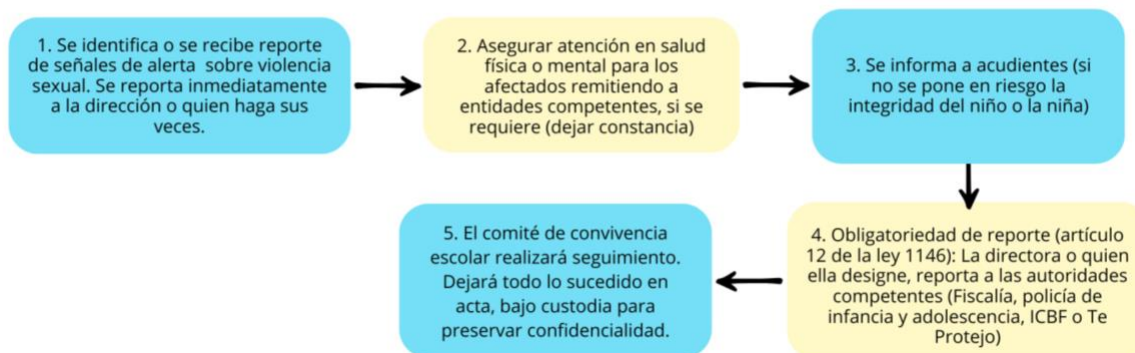 1. Se identifica o se recibe reporte
de señales de alerta sobre violencia
sexual. Se reporta inmediatamente
a la dirección o quien haga sus
veces.
2. Asegurar atención en salud
física o mental para los
afectados remitiendo a
entidades competentes, si se
requiere (dejar constancia)
3. Se informa a acudientes (si
no se pone en riesgo la
integridad del niño o la niña)
4. Obligatoriedad de reporte (artículo
12 de la ley 1146): La directora o quien
ella designe, reporta a las autoridades
competentes (Fiscalía, policía de
infancia y adolescencia, ICBF o Te
Protejo)
5. El comité de convivencia
escolar realizará seguimiento.
Dejará todo lo sucedido en
acta, bajo custodia para
preservar confidencialidad.